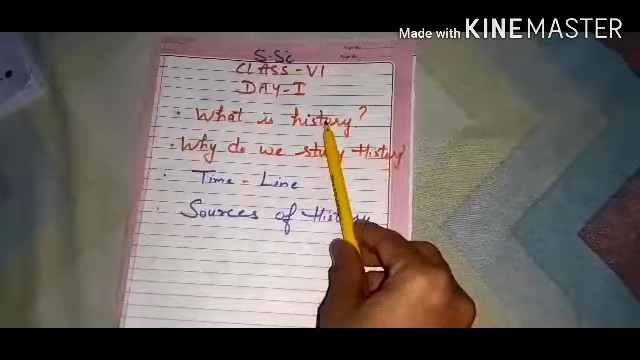 Made with KINEMASTER
S.Sc
CLASS-VI
DAY-I
• What is history?
• Why do we study History?
• Time-Line
• Sources of History